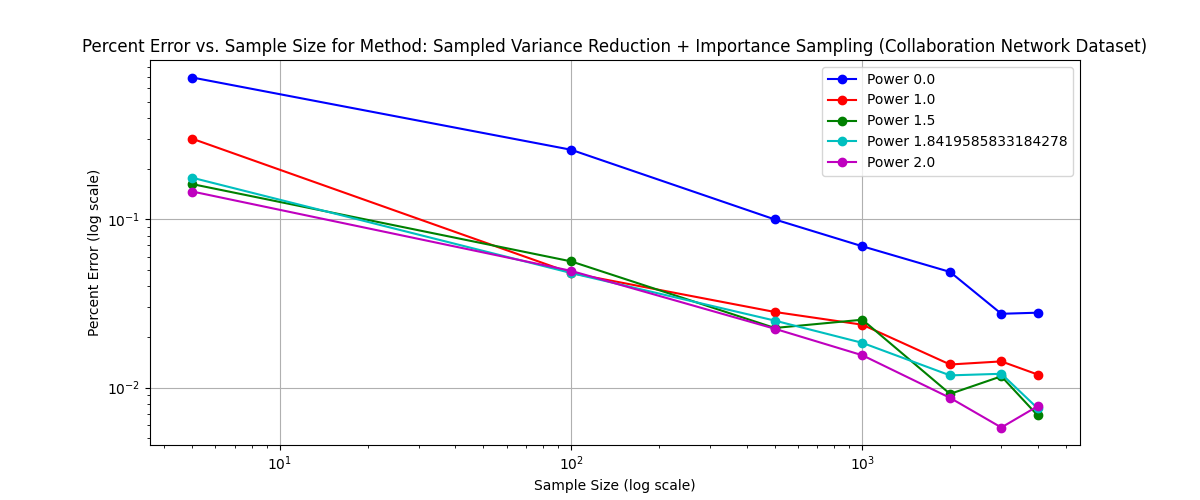 Percent Error vs. Sample Size for Method: Sampled Variance Reduction + Importance Sampling (Collaboration Network Dataset)
Power 0.0
Power 1.0
Power 1.5
Power 1.8419585833184278
Power 2.0
Percent Error (log scale)
10⁻¹
10⁻²
10¹ 10² 10³
Sample Size (log scale)